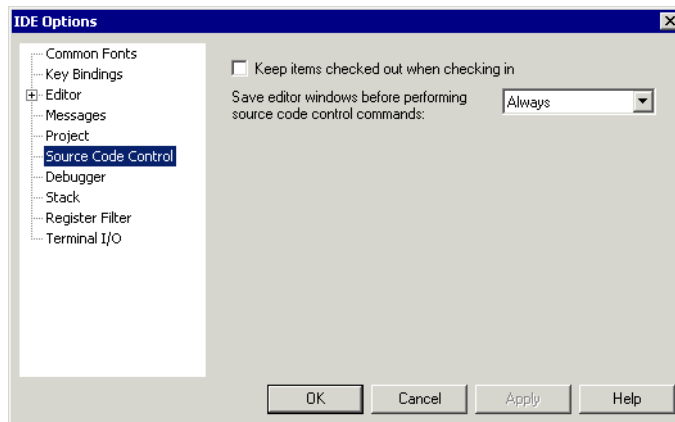 IDE Options
Common Fonts
Key Bindings
Editor
Messages
Project
Source Code Control
Debugger
Stack
Register Filter
Terminal I/O
Keep items checked out when checking in
Save editor windows before performing
source code control commands:
Always
OK
Cancel
Apply
Help